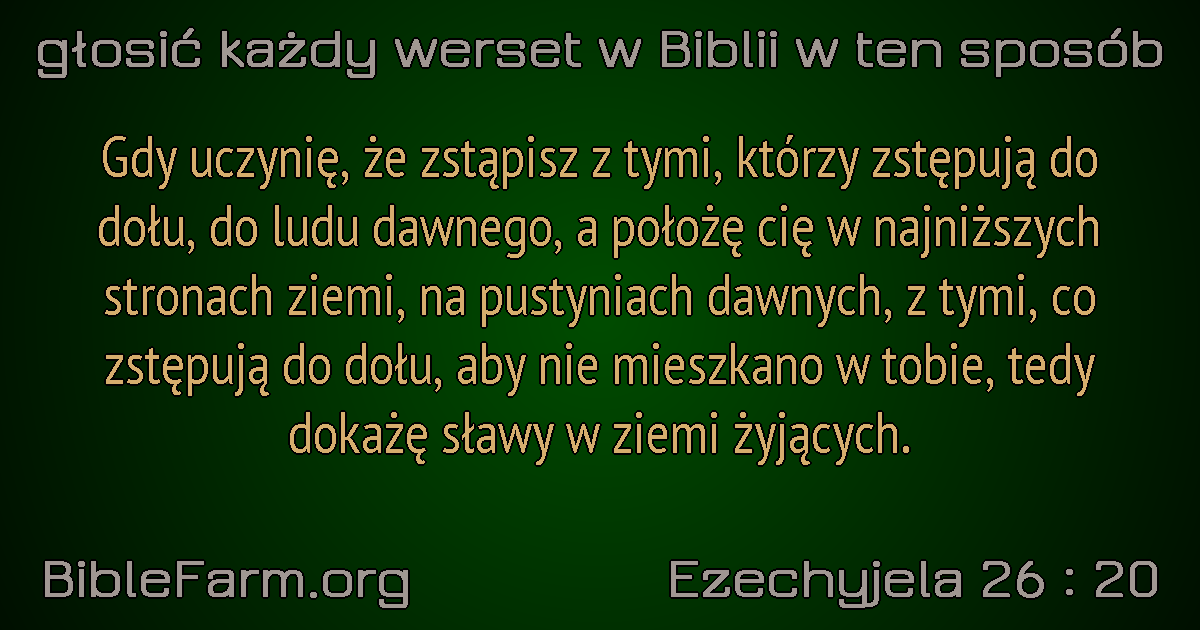 głosić każdy werset w Biblii w ten sposób
Gdy uczynię, że zstąpisz z tymi, którzy zstępują do
dołu, do ludu dawnego, a położę cię w najniższych
stronach ziemi, na pustyniach dawnych, z tymi, co
zstępują do dołu, aby nie mieszkano w tobie, tedy
dokażę sławy w ziemi żyjących.
BibleFarm.org
Ezechyjela 26 : 20